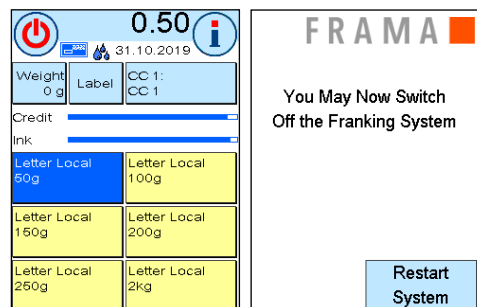 0.50
31.10.2019
Weight
0 g
Label
CC 1:
CC 1
Credit
Ink
Letter Local
50g
Letter Local
100g
Letter Local
150g
Letter Local
200g
Letter Local
250g
Letter Local
2kg
FRAMA
You May Now Switch
Off the Franking System
Restart
System